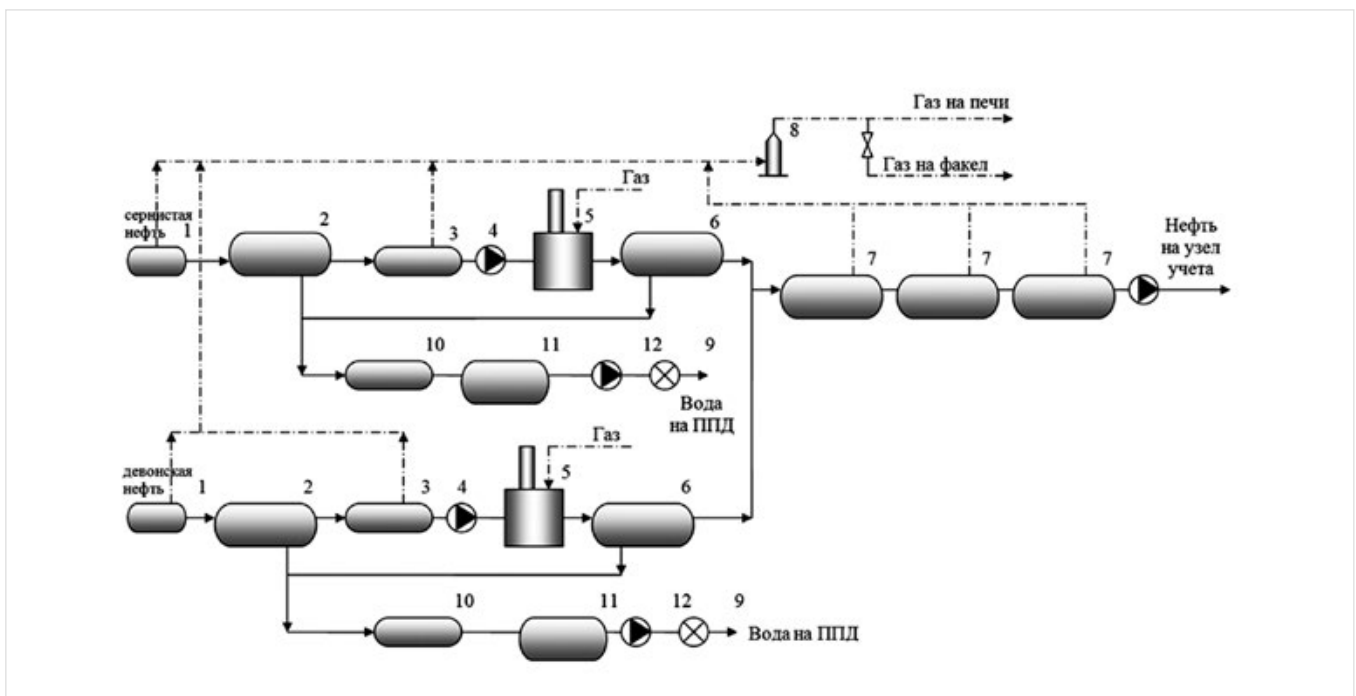 Газ на печи
8
Газ на факел
Газ
сернистая
нефть
1
2
3
4
5
6
Нефть
на узел
учета
7
7
7
10
11
12
9
Вода
на ППД
Газ
девонская
нефть
1
2
3
4
5
6
10
11
12
9
Вода на ППД